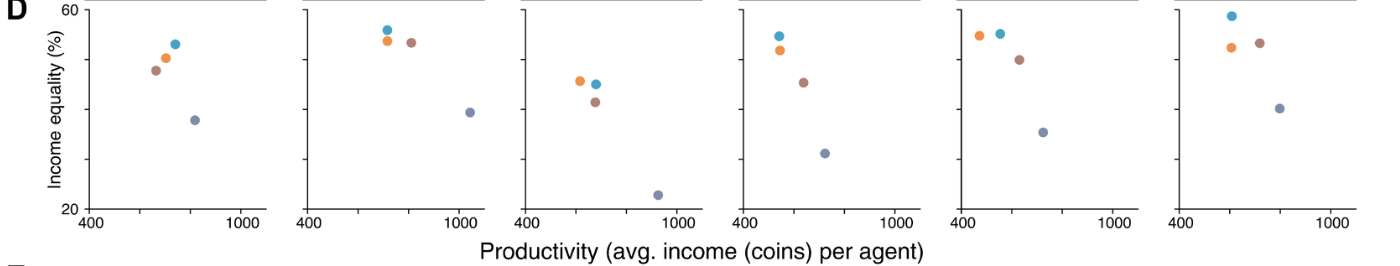 D
60
20
Income equality (%)
400 1000 400 1000 400 1000 400 1000 400 1000 400 1000
Productivity (avg. income (coins) per agent)